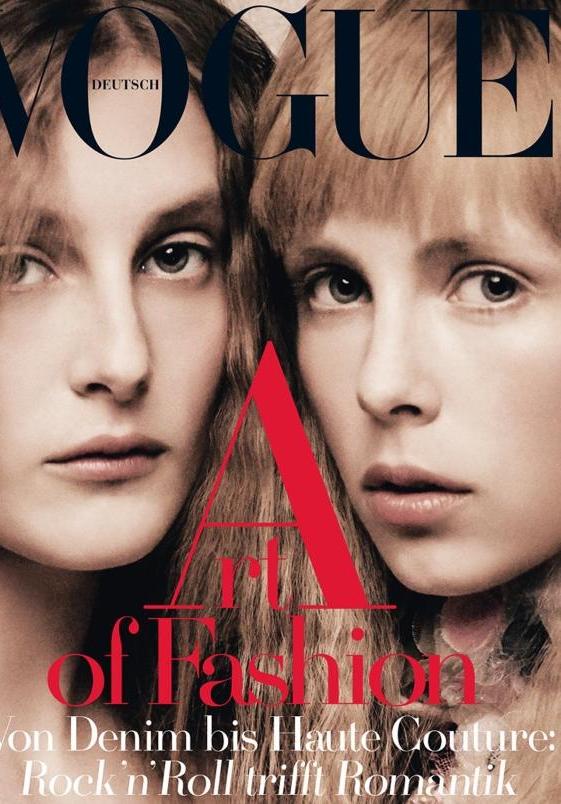 VOGUE
DEUTSCH
Art
of Fashion
Von Denim bis Haute Couture:
Rock'n'Roll trifft Romantik